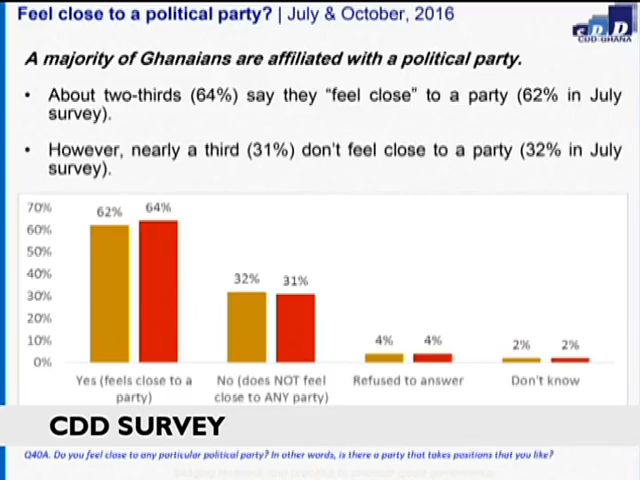 Feel close to a political party? | July & October, 2016
CDD
CDD-GHANA
A majority of Ghanaians are affiliated with a political party.
• About two-thirds (64%) say they “feel close” to a party (62% in July
survey).
• However, nearly a third (31%) don’t feel close to a party (32% in July
survey).
70%
60%
50%
40%
30%
20%
10%
0%
62% 64%
32% 31%
4% 4%
2% 2%
Yes (feels close to a
party)
No (does NOT feel
close to ANY party)
Refused to answer
Don't know
CDD SURVEY
Q40A. Do you feel close to any particular political party? In other words, is there a party that takes positions that you like?